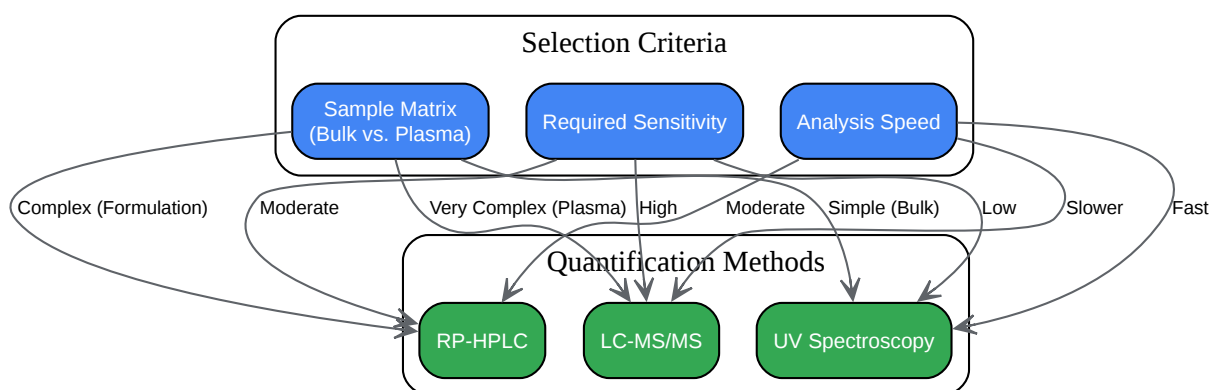 Selection Criteria
Sample Matrix
(Bulk vs. Plasma)
Required Sensitivity
Analysis Speed
Complex (Formulation)
Moderate
Very Complex (Plasma)
High
Moderate
Simple (Bulk)
Low
Slower
Fast
Quantification Methods
RP-HPLC
LC-MS/MS
UV Spectroscopy